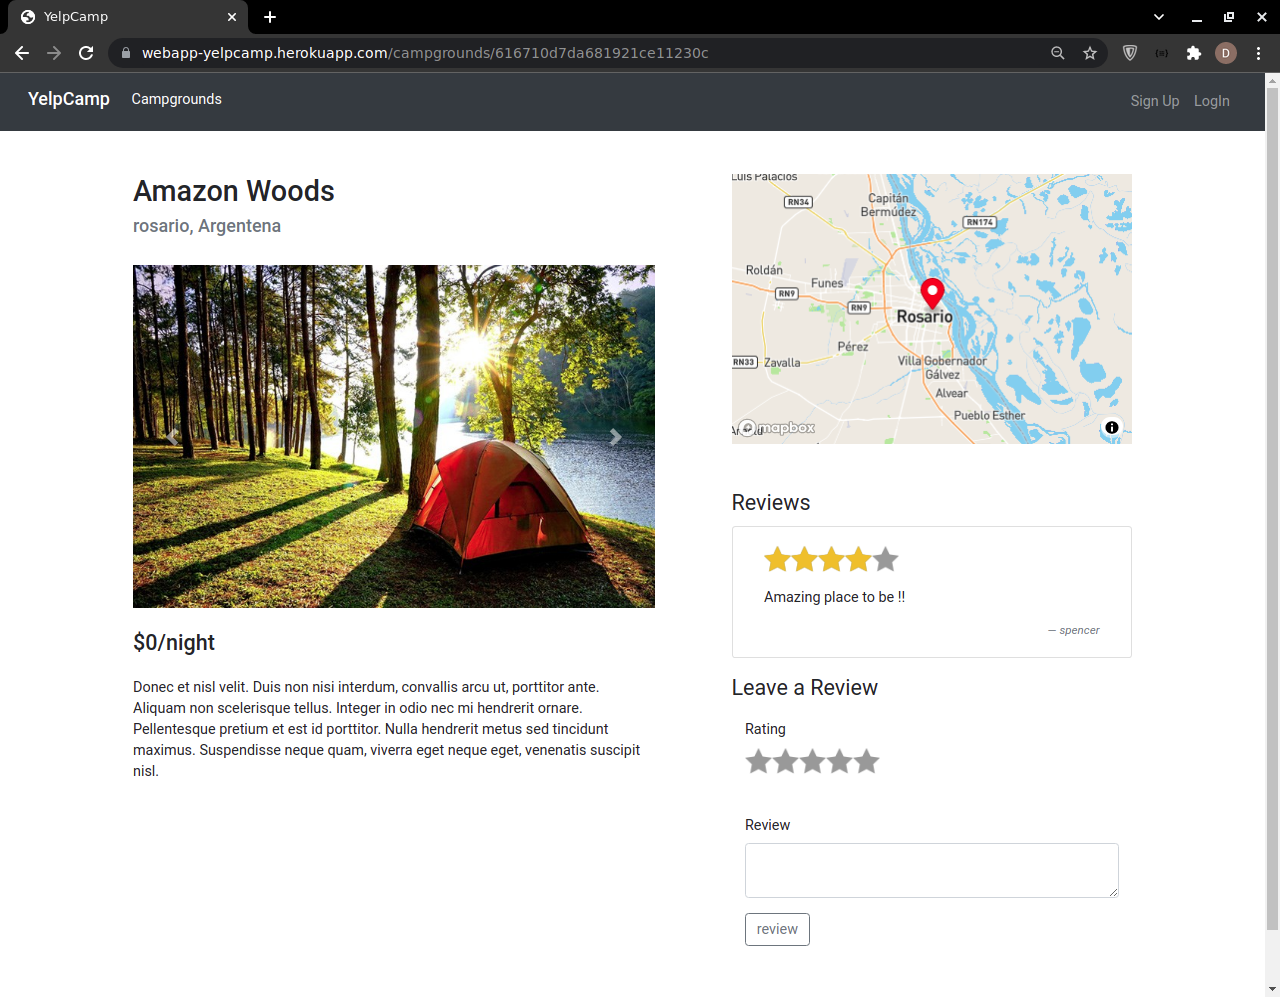 YelpCamp
webapp-yelpcamp.herokuapp.com/campgrounds/616710d7da681921ce11230c
D
YelpCamp Campgrounds Sign Up LogIn
Amazon Woods
rosario, Argentena
$0/night
Donec et nisl velit. Duis non nisi interdum, convallis arcu ut, porttitor ante.
Aliquam non scelerisque tellus. Integer in odio nec mi hendrerit ornare.
Pellentesque pretium et est id porttitor. Nulla hendrerit metus sed tincidunt
maximus. Suspendisse neque quam, viverra eget neque eget, venenatis suscipit
nisl.
Luis Palacios
RN34
Capitán
Bermúdez
RN174
Roldán
Funes
RN9
RN9
Rosario
Pérez
RN33
Zavalla
Villa Gobernador
Gálvez
Alvear
Pueblo Esther
mapbox
Reviews
Amazing place to be !!
— spencer
Leave a Review
Rating
Review
review